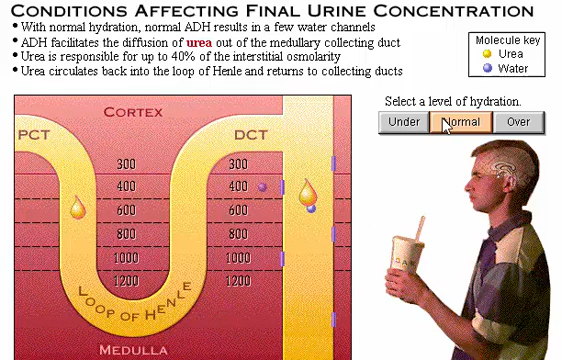 CONDITIONS AFFECTING FINAL URINE CONCENTRATION
• With normal hydration, normal ADH results in a few water channels
• ADH facilitates the diffusion of urea out of the medullary collecting duct
• Urea is responsible for up to 40% of the interstitial osmolarity
• Urea circulates back into the loop of Henle and returns to collecting ducts
Molecule key
Urea
Water
Select a level of hydration.
Under Normal Over
CORTEX
PCT DCT
300 300
400 400
600 600
800 800
1000 1000
1200 1200
LOOP OF HENLE
MEDULLA